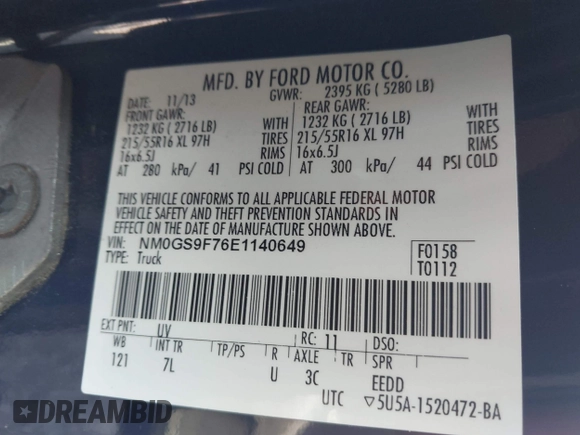 MFD. BY FORD MOTOR CO.
DATE: 11/13 GVWR: 2395 KG ( 5280 LB)
FRONT GAWR: REAR GAWR:
1232 KG ( 2716 LB) WITH 1232 KG ( 2716 LB) WITH
215/55R16 XL 97H TIRES 215/55R16 XL 97H TIRES
16x6.5J RIMS 16x6.5J RIMS
AT 280 kPa/ 41 PSI COLD AT 300 kPa/ 44 PSI COLD
THIS VEHICLE CONFORMS TO ALL APPLICABLE FEDERAL MOTOR
VEHICLE SAFETY AND THEFT PREVENTION STANDARDS IN
EFFECT ON THE DATE OF MANUFACTURE SHOWN ABOVE.
VIN: NM0GS9F76E1140649 F0158
TYPE: Truck T0112
EXT PNT: UV RC: 11 DSO:
WB INT TR TP/PS R AXLE TR SPR
121 7L U 3C EEDD
UTC ▽5U5A-1520472-BA
DREAMBID
dreambid.com